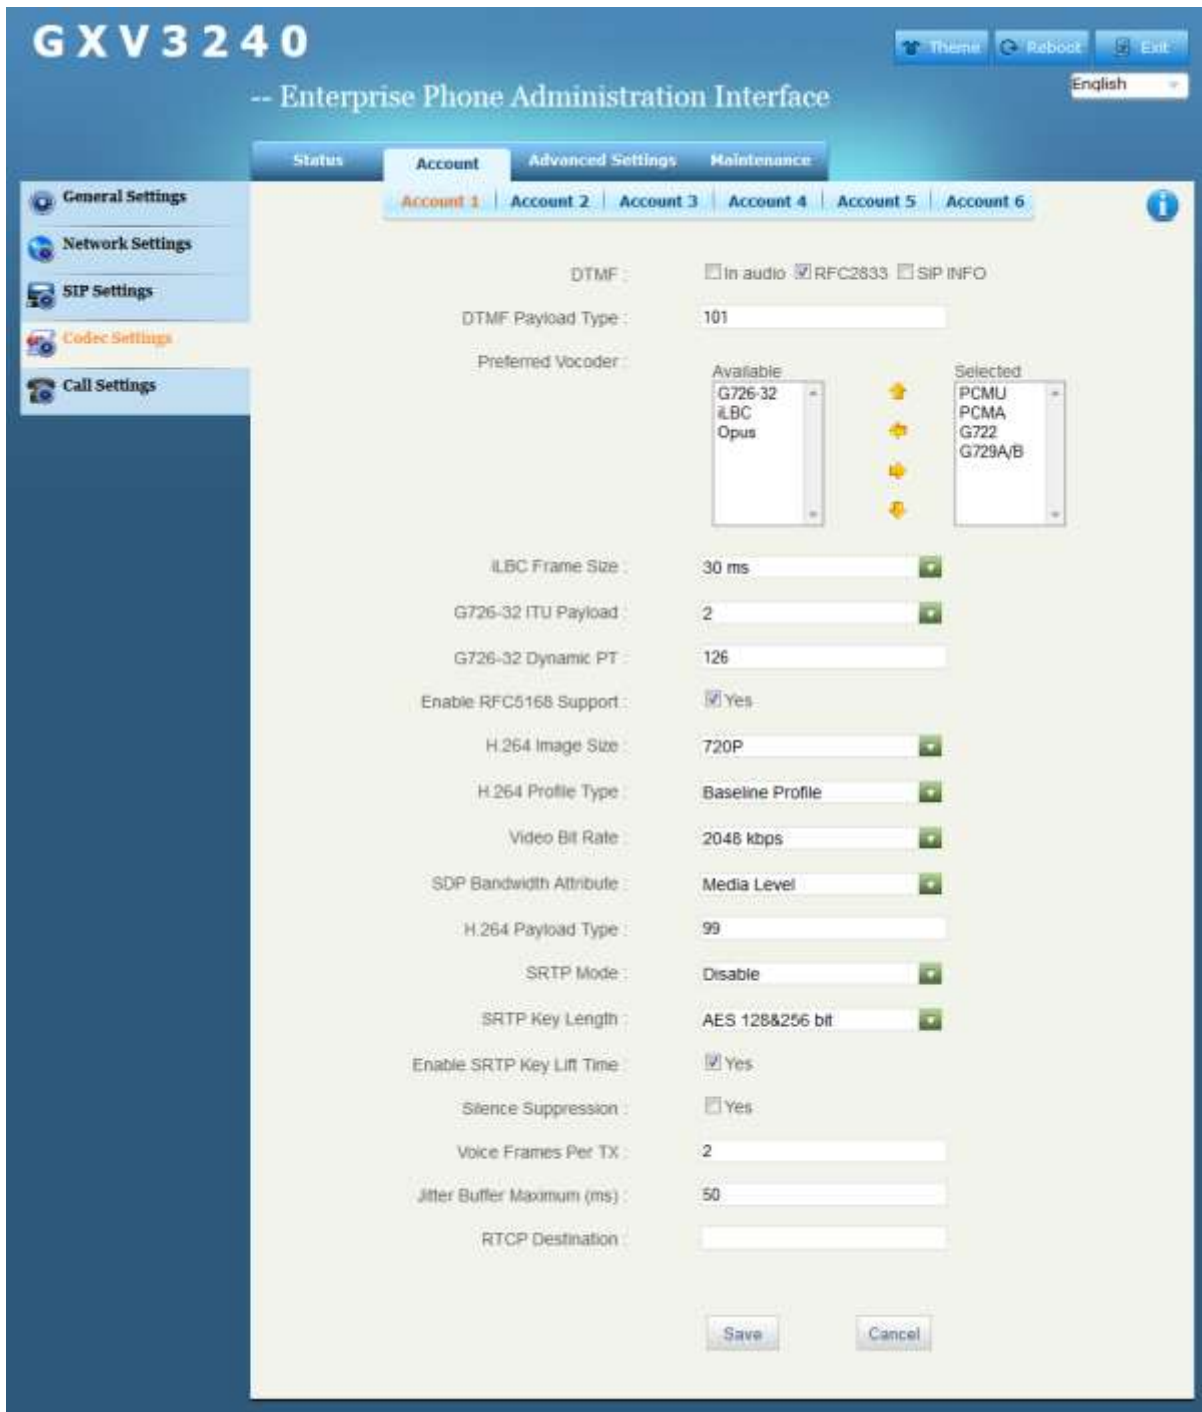 GXV3240
Theme Reboot Exit
English
-- Enterprise Phone Administration Interface
Status Account Advanced Settings Maintenance
Account 1 Account 2 Account 3 Account 4 Account 5 Account 6
General Settings
Network Settings
SIP Settings
Codec Settings
Call Settings
DTMF : In audio RFC2833 SIP INFO
DTMF Payload Type : 101
Preferred Vocoder :
Available Selected
G726-32 PCMU
iLBC PCMA
Opus G722
G729A/B
iLBC Frame Size : 30 ms
G726-32 ITU Payload : 2
G726-32 Dynamic PT : 126
Enable RFC5168 Support : Yes
H.264 Image Size : 720P
H.264 Profile Type : Baseline Profile
Video Bit Rate : 2048 kbps
SDP Bandwidth Attribute : Media Level
H.264 Payload Type : 99
SRTP Mode : Disable
SRTP Key Length : AES 128&256 bit
Enable SRTP Key Lift Time : Yes
Silence Suppression : Yes
Voice Frames Per TX : 2
Jitter Buffer Maximum (ms) : 50
RTCP Destination :
Save Cancel